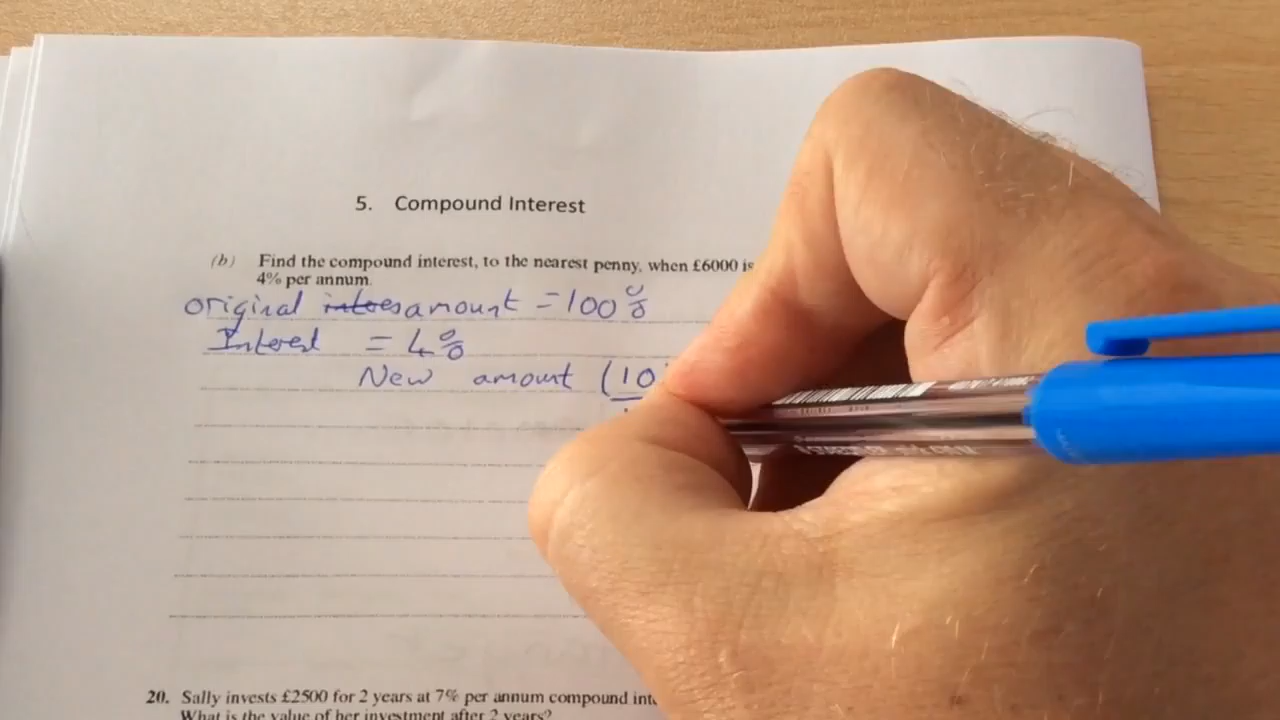 5. Compound Interest
(b) Find the compound interest, to the nearest penny, when £6000 is
4% per annum.
original amount = 100%
Interest = 4%
New amount (10
20. Sally invests £2500 for 2 years at 7% per annum compound
What is the value of her investment after 2 years?